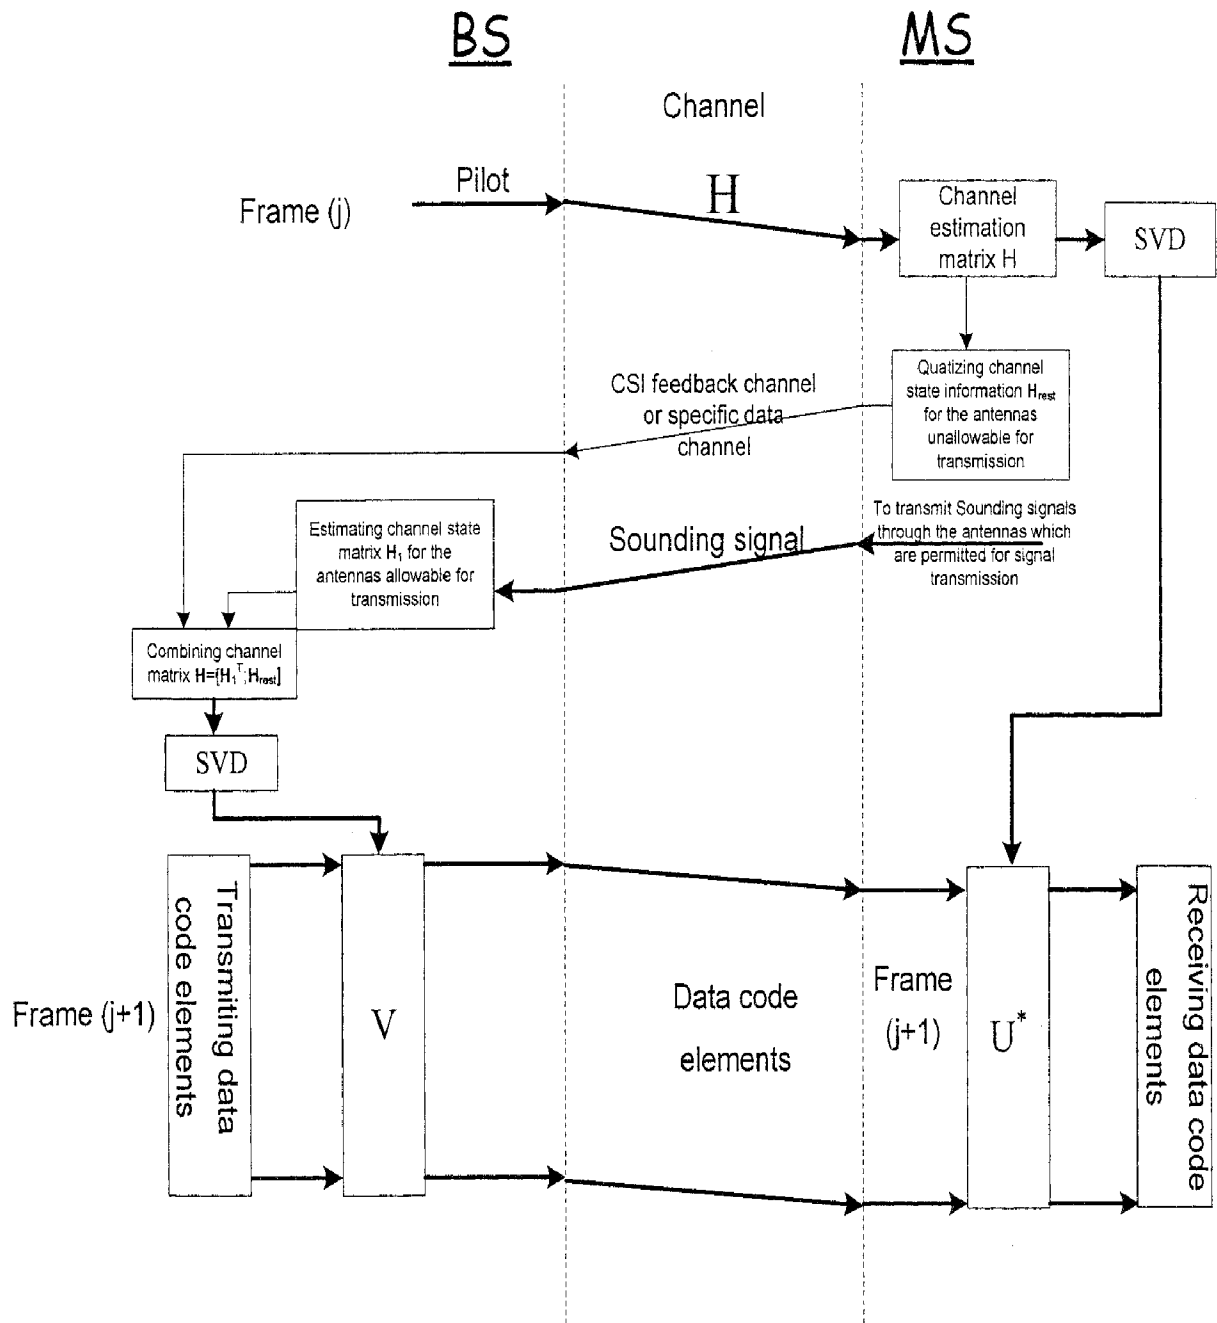 BS
MS
Channel
Pilot
H
Frame (j)
Channel
estimation
matrix H
SVD
CSI feedback channel
or specific data
channel
Quatizing channel
state information Hrest
for the antennas
unallowable for
transmission
Estimating channel state
matrix H1 for the
antennas allowable for
transmission
Sounding signal
To transmit Sounding signals
through the antennas which
are permitted for signal
transmission
Combining channel
matrix H=[H1^T;Hrest]
SVD
Frame (j+1)
Transmiting data
code elements
V
Data code
elements
Frame
(j+1)
U*
Receiving data code
elements